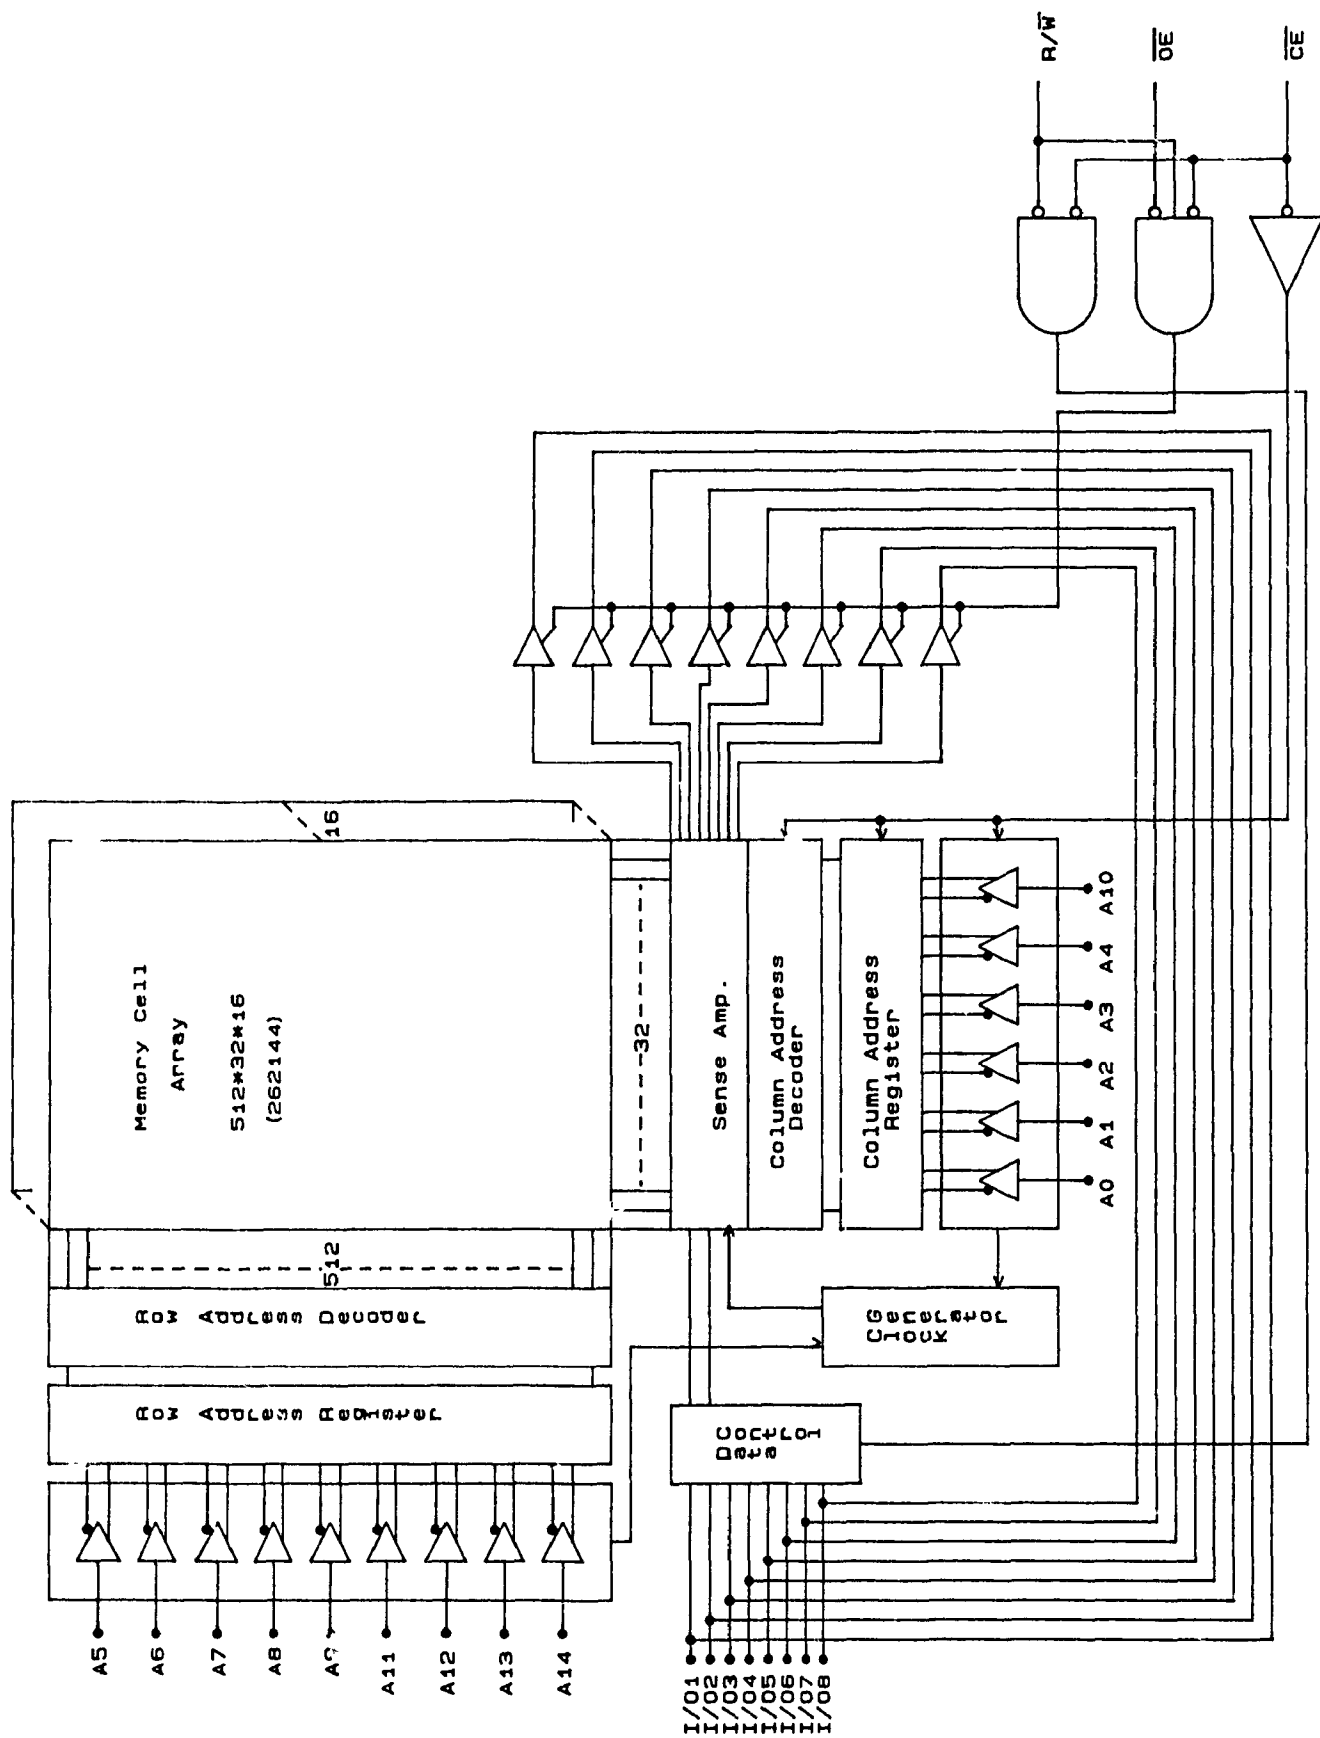 R/W̅
O̅E̅
C̅E̅
16
Memory Cell
Array
512*32*16
(262144)
32
Sense Amp.
Column Address
Decoder
Column Address
Register
A10
A4
A3
A2
A1
A0
512
Row Address Decoder
Row Address Register
Clock
Generator
Data
Control
A5
A6
A7
A8
A9
A11
A12
A13
A14
I/O1
I/O2
I/O3
I/O4
I/O5
I/O6
I/O7
I/O8